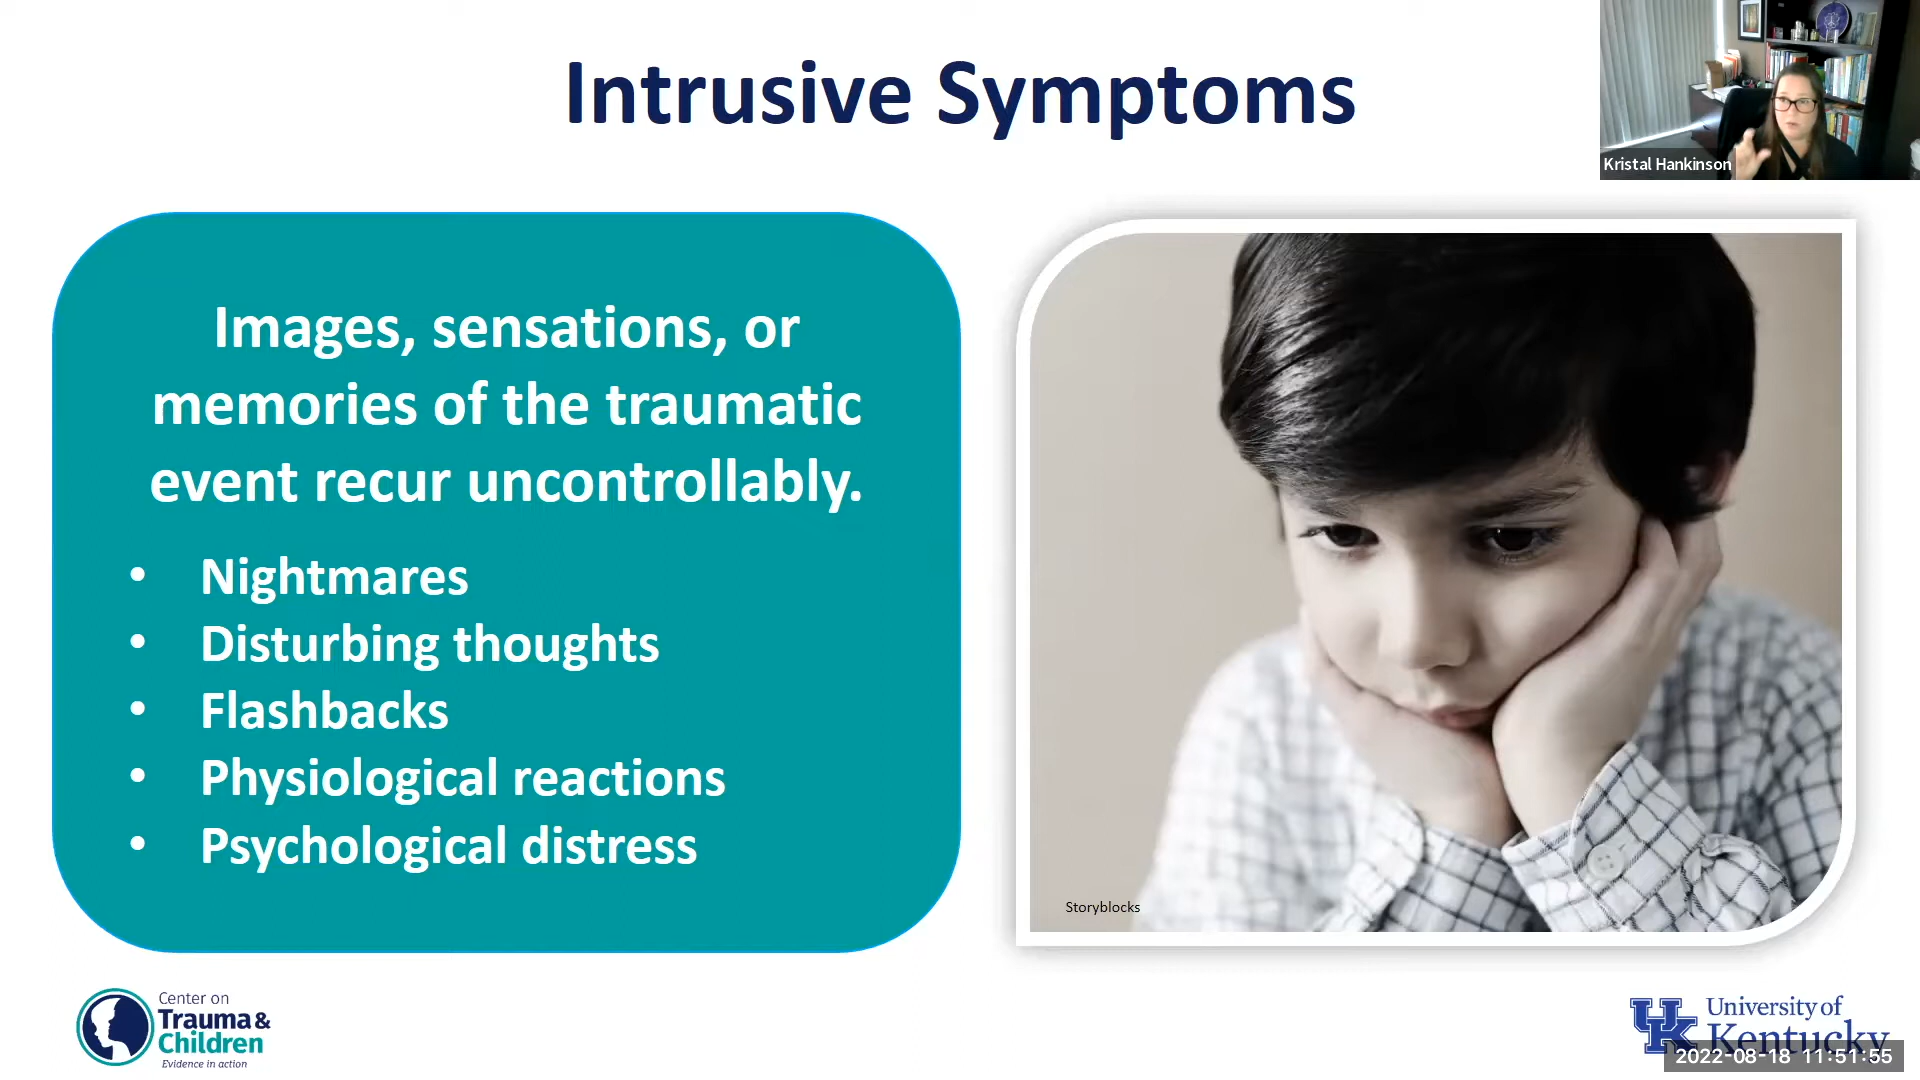 Intrusive Symptoms
Kristal Hankinson
Images, sensations, or
memories of the traumatic
event recur uncontrollably.
• Nightmares
• Disturbing thoughts
• Flashbacks
• Physiological reactions
• Psychological distress
Storyblocks
Center on
Trauma &
Children
Evidence in action
UK
University of
Kentucky
2022-08-18 11:51:55